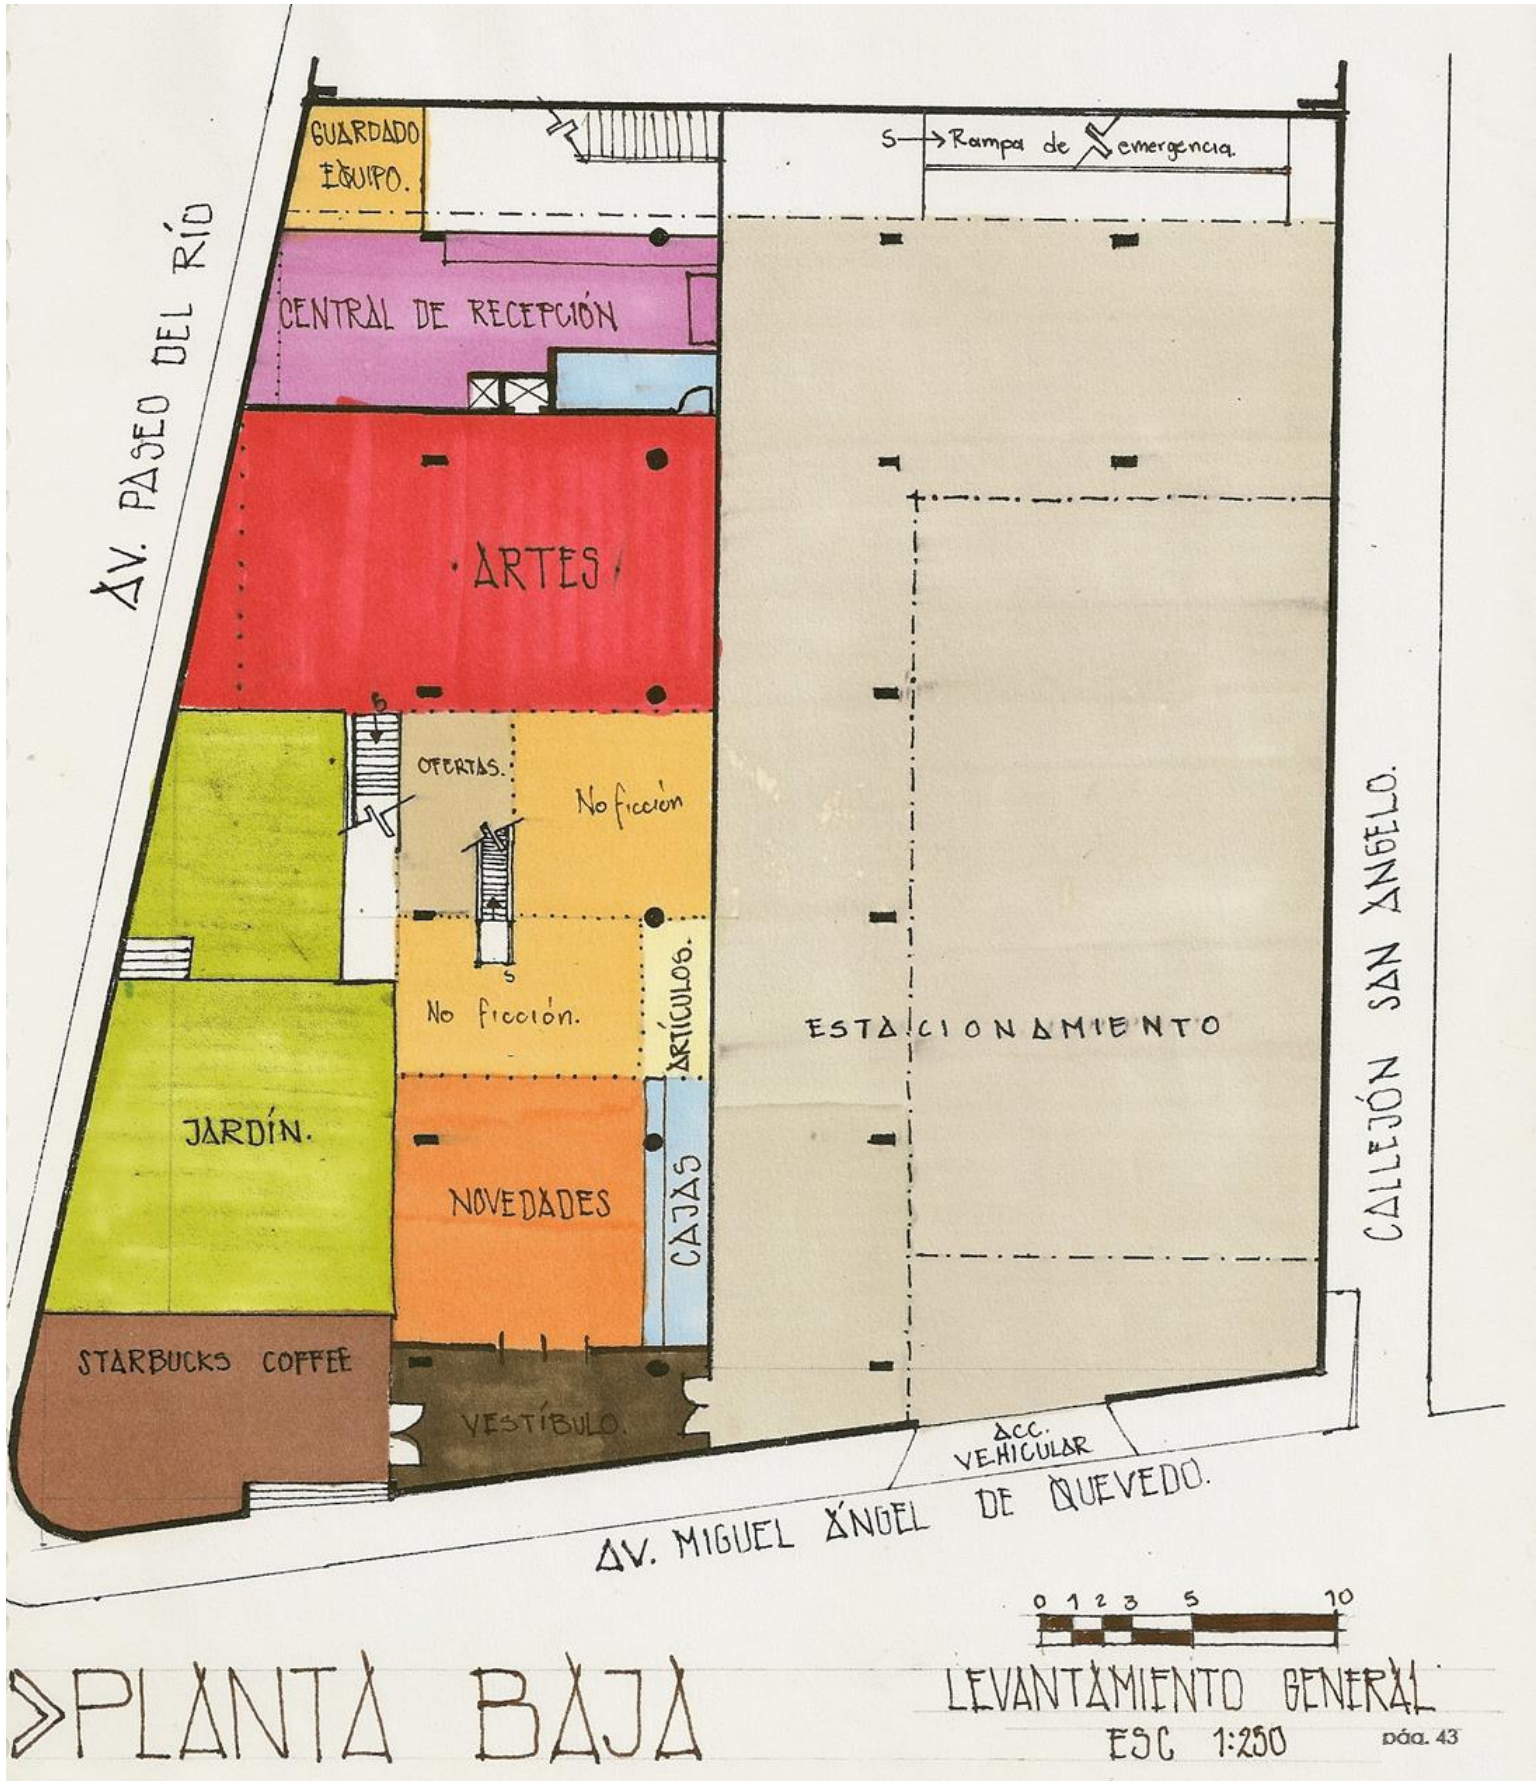 GUARDADO
EQUIPO.
S Rampa de emergencia.
AV. PASEO DEL RÍO
CENTRAL DE RECEPCIÓN
ARTES
B
OFERTAS.
No ficción
S
No ficción.
ARTÍCULOS.
ESTACIONAMIENTO
CALLEJÓN SAN ANGELO.
JARDÍN.
NOVEDADES
CAJAS
STARBUCKS COFFEE
VESTÍBULO.
ACC.
VEHICULAR
AV. MIGUEL ÁNGEL DE QUEVEDO.
0 1 2 3 5 10
PLANTA BAJA
LEVANTAMIENTO GENERAL
ESC 1:250
pág. 43